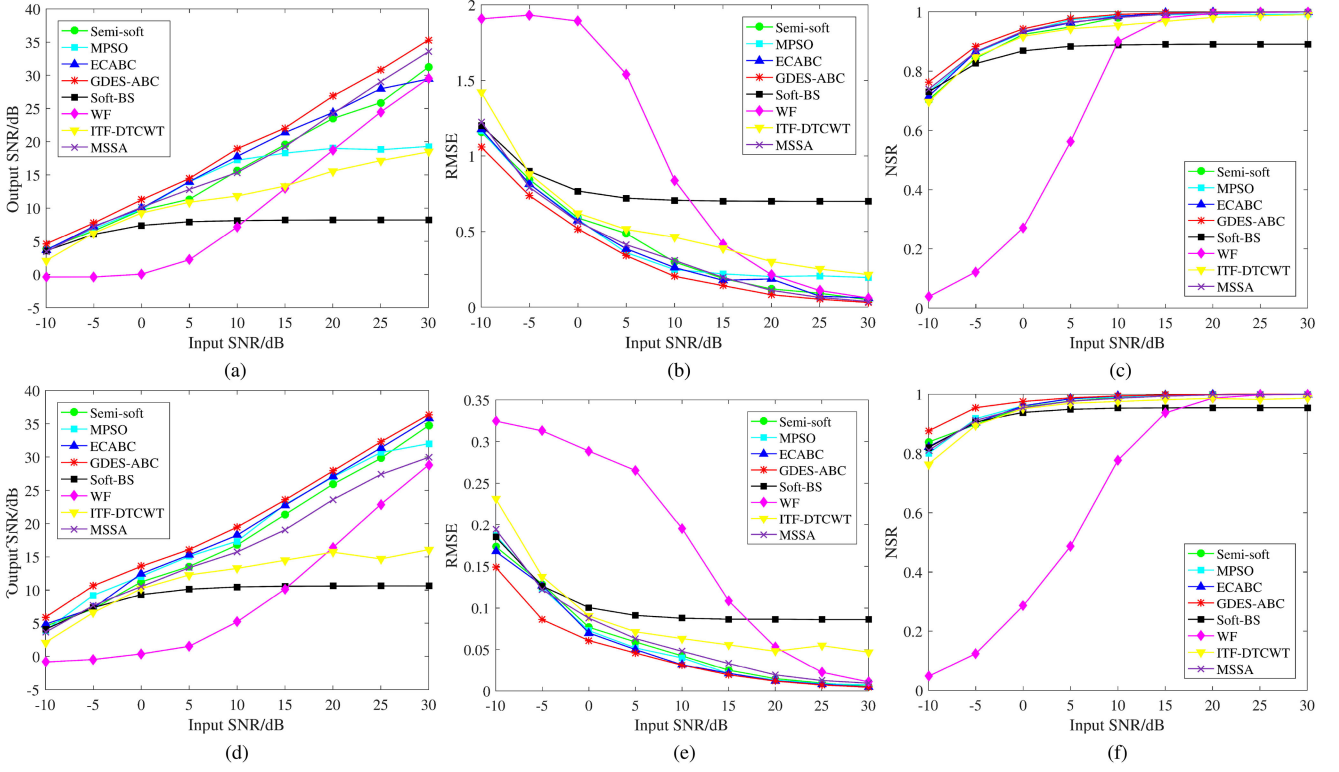 40
35
30
25
20
15
10
5
0
-5
Output SNR/dB
Semi-soft
MPSO
ECABC
GDES-ABC
Soft-BS
WF
ITF-DTCWT
MSSA
-10 -5 0 5 10 15 20 25 30
Input SNR/dB
(a)
2
1.5
1
0.5
0
RMSE
Semi-soft
MPSO
ECABC
GDES-ABC
Soft-BS
WF
ITF-DTCWT
MSSA
-10 -5 0 5 10 15 20 25 30
Input SNR/dB
(b)
1
0.8
0.6
0.4
0.2
0
NSR
Semi-soft
MPSO
ECABC
GDES-ABC
Soft-BS
WF
ITF-DTCWT
MSSA
-10 -5 0 5 10 15 20 25 30
Input SNR/dB
(c)
40
35
30
25
20
15
10
5
0
-5
Output SNR/dB
Semi-soft
MPSO
ECABC
GDES-ABC
Soft-BS
WF
ITF-DTCWT
MSSA
-10 -5 0 5 10 15 20 25 30
Input SNR/dB
(d)
0.35
0.3
0.25
0.2
0.15
0.1
0.05
0
RMSE
Semi-soft
MPSO
ECABC
GDES-ABC
Soft-BS
WF
ITF-DTCWT
MSSA
-10 -5 0 5 10 15 20 25 30
Input SNR/dB
(e)
1
0.8
0.6
0.4
0.2
0
NSR
Semi-soft
MPSO
ECABC
GDES-ABC
Soft-BS
WF
ITF-DTCWT
MSSA
-10 -5 0 5 10 15 20 25 30
Input SNR/dB
(f)